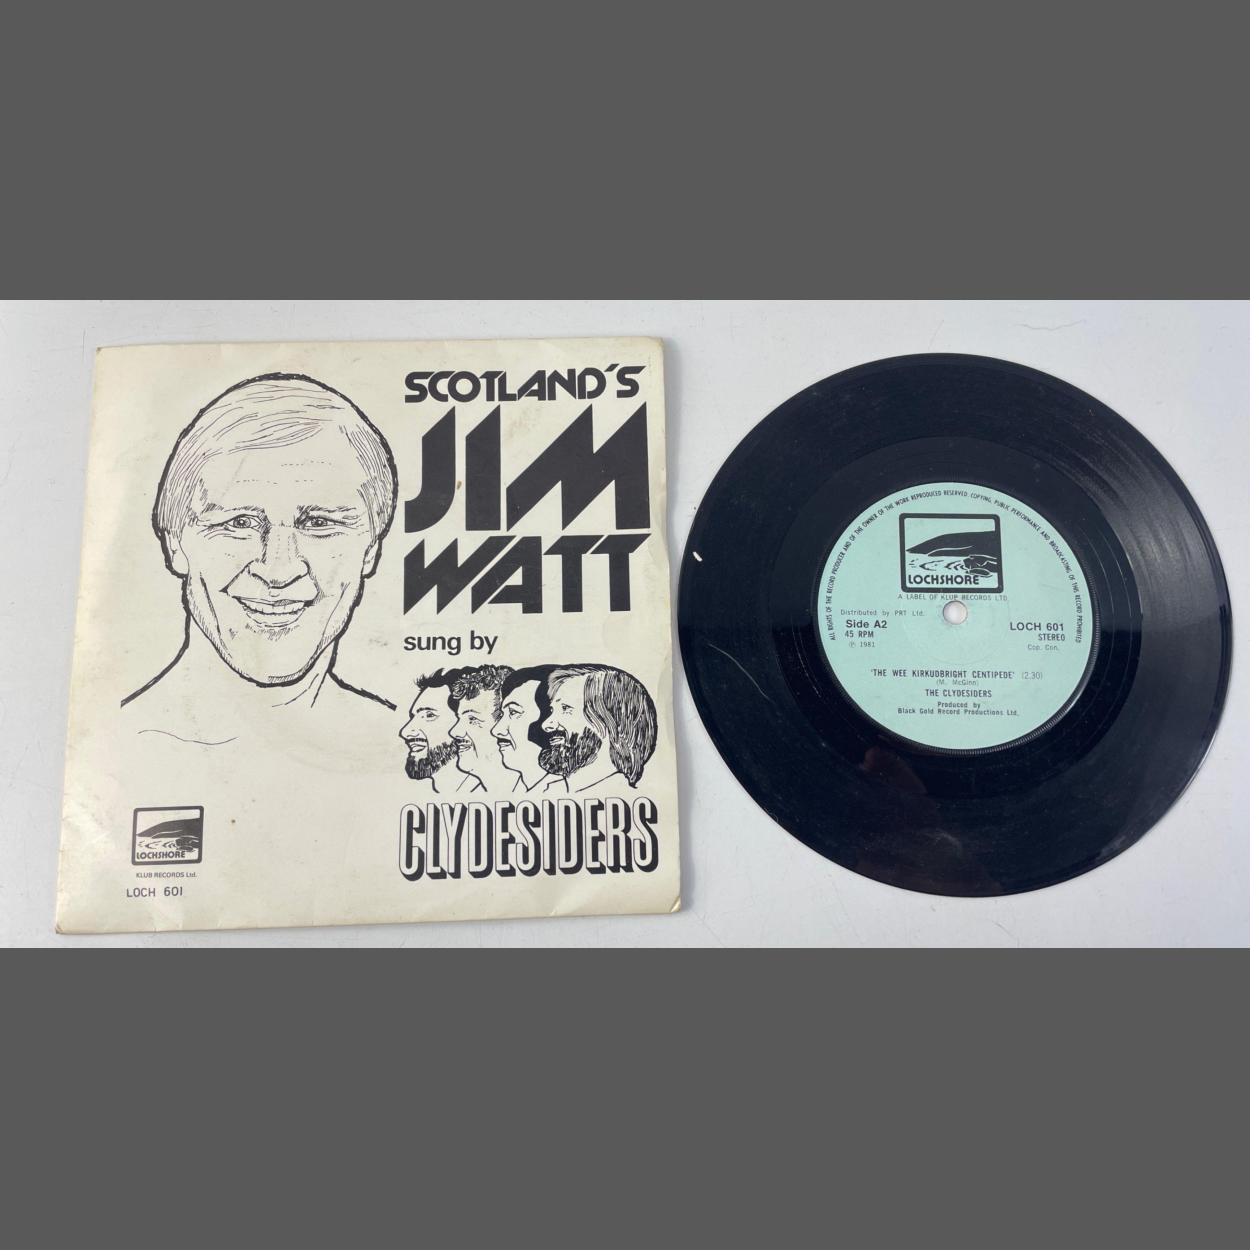 SCOTLAND'S
JIM
WATT
sung by
CLYDESIDERS
LOCHSHORE
KLUB RECORDS Ltd.
LOCH 601
ALL RIGHTS OF THE RECORD PRODUCER AND OF THE OWNER OF THE WORK REPRODUCED RESERVED. COPYING, PUBLIC PERFORMANCE AND BROADCASTING OF THIS RECORD PROHIBITED
LOCHSHORE
A LABEL OF KLUB RECORDS LTD
Distributed by PRT Ltd.
Side A2
45 RPM
℗ 1981
LOCH 601
STEREO
Cop. Con.
'THE WEE KIRKUDBRIGHT CENTIPEDE' (2.30)
(M. McGinn)
THE CLYDESIDERS
Produced by
Black Gold Record Productions Ltd.